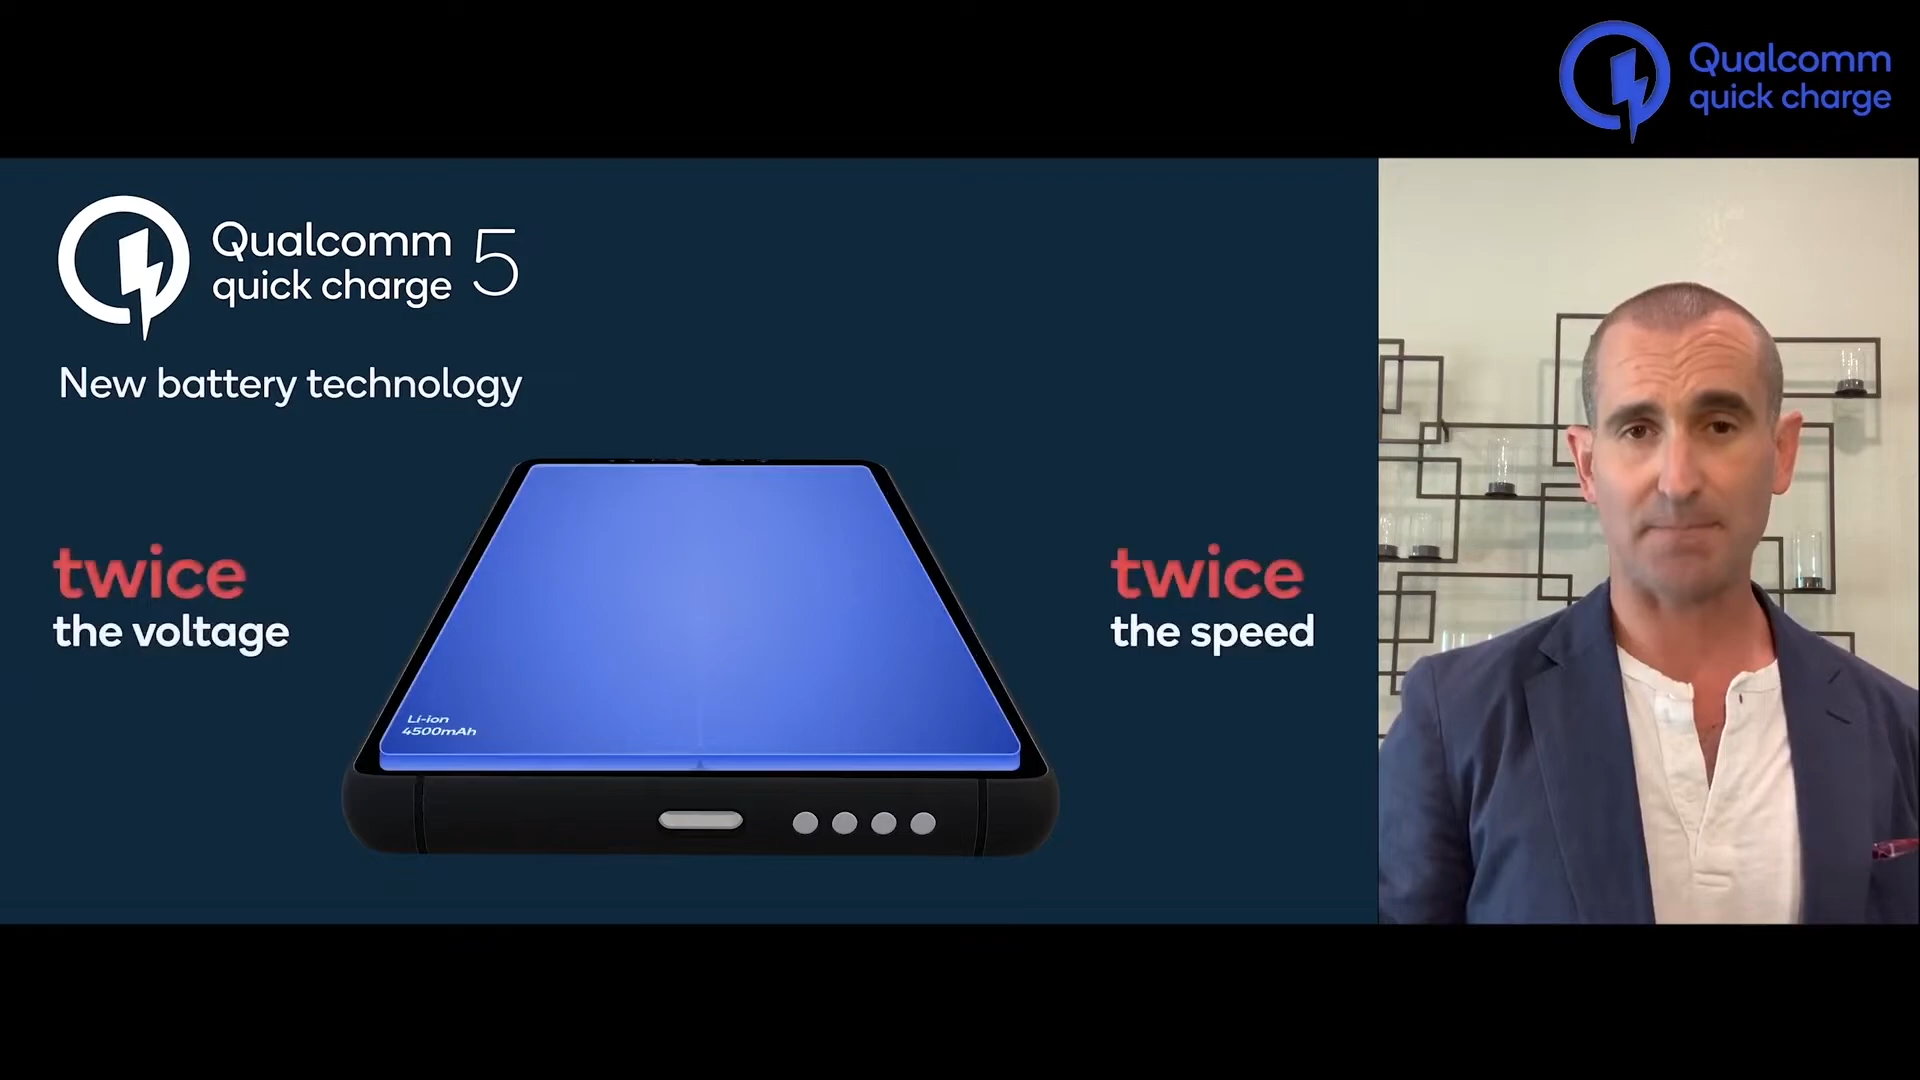 Qualcomm
quick charge
Qualcomm
quick charge 5
New battery technology
twice
the voltage
twice
the speed
Li-ion
4500mAh